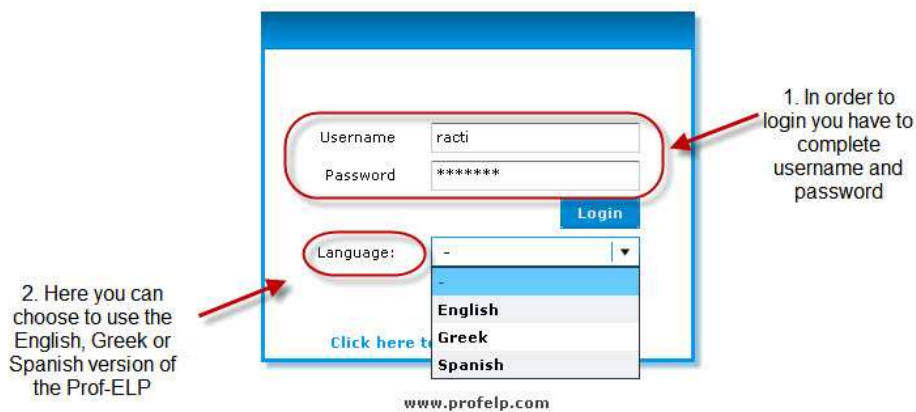 1. In order to
login you have to
complete
username and
password
Username racti
Password *******
Login
Language: -
-
English
Greek
Spanish
Click here
2. Here you can
choose to use the
English, Greek or
Spanish version of
the Prof-ELP
www.profelp.com